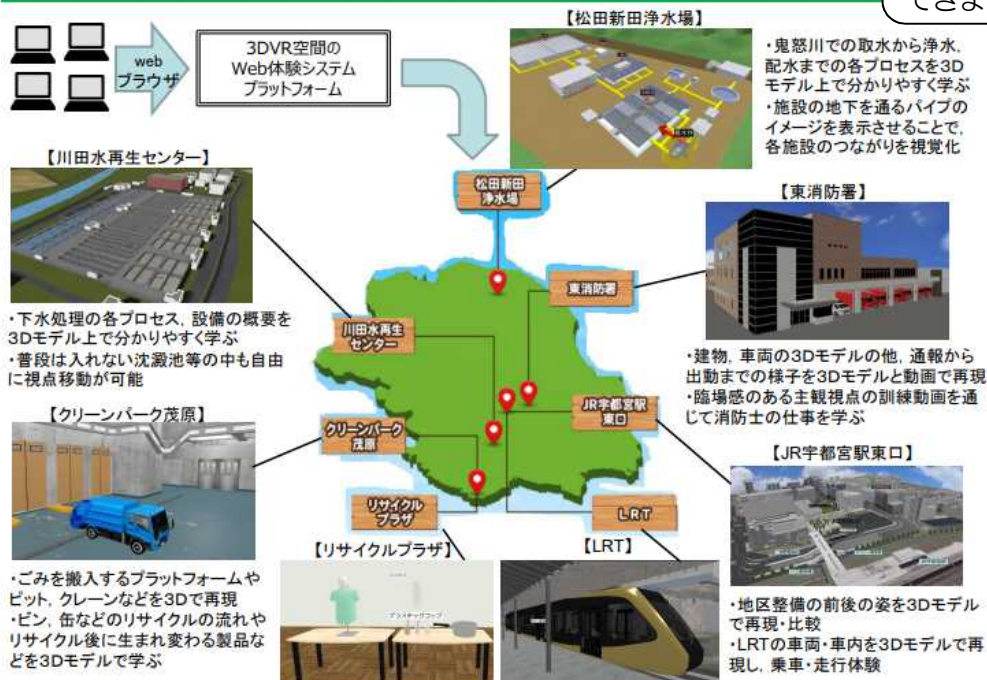 できま
【松田新田浄水場】
web
ブラウザ
3DVR空間の
Web体験システム
プラットフォーム
・鬼怒川での取水から浄水,
配水までの各プロセスを3D
モデル上で分かりやすく学ぶ
・施設の地下を通るパイプの
イメージを表示させることで,
各施設のつながりを視覚化
【川田水再生センター】
・下水処理の各プロセス, 設備の概要を
3Dモデル上で分かりやすく学ぶ
・普段は入れない沈澱池等の中も自由
に視点移動が可能
松田新田
浄水場
東消防署
川田水再生
センター
JR宇都宮駅
東口
クリーンパーク
茂原
リサイクル
プラザ
LRT
【東消防署】
・建物, 車両の3Dモデルの他, 通報から
出動までの様子を3Dモデルと動画で再現
・臨場感のある主観視点の訓練動画を通
じて消防士の仕事を学ぶ
【クリーンパーク茂原】
・ごみを搬入するプラットフォームや
ピット, クレーンなどを3Dで再現
・ビン, 缶などのリサイクルの流れや
リサイクル後に生まれ変わる製品な
どを3Dモデルで学ぶ
【リサイクルプラザ】
【LRT】
【JR宇都宮駅東口】
・地区整備の前後の姿を3Dモデル
で再現・比較
・LRTの車両・車内を3Dモデルで再
現し, 乗車・走行体験